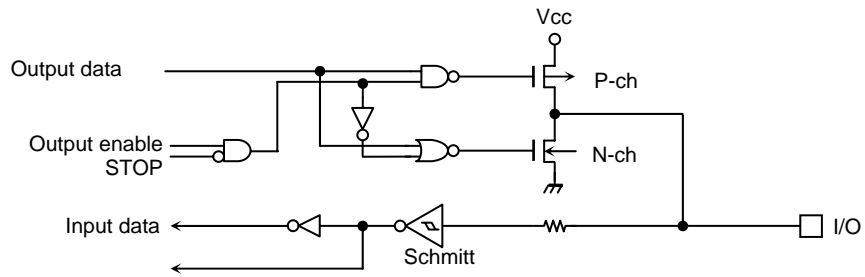 Vcc
Output data
P-ch
Output enable
STOP
N-ch
Input data
Schmitt
I/O